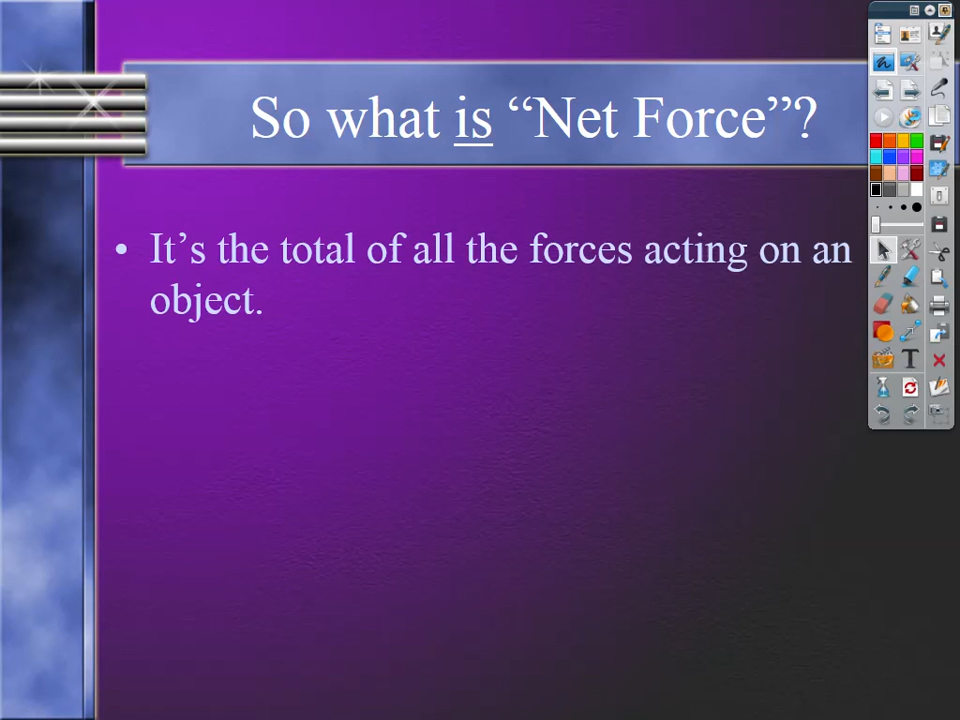 So what is “Net Force”?
• It’s the total of all the forces acting on an
object.